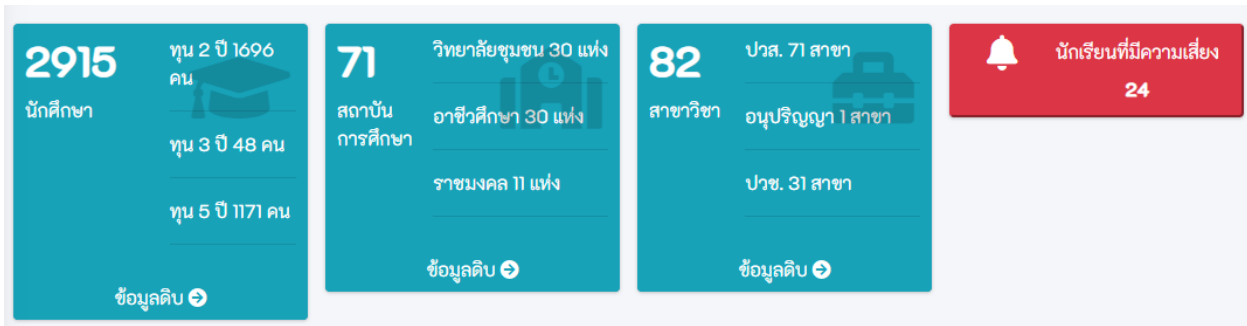 2915
นักศึกษา
ทุน 2 ปี 1696
คน
ทุน 3 ปี 48 คน
ทุน 5 ปี 1171 คน
ข้อมูลดิบ
71
สถาบัน
การศึกษา
วิทยาลัยชุมชน 30 แห่ง
อาชีวศึกษา 30 แห่ง
ราชมงคล 11 แห่ง
ข้อมูลดิบ
82
สาขาวิชา
ปวส. 71 สาขา
อนุปริญญา 1 สาขา
ปวช. 31 สาขา
ข้อมูลดิบ
นักเรียนที่มีความเสี่ยง
24